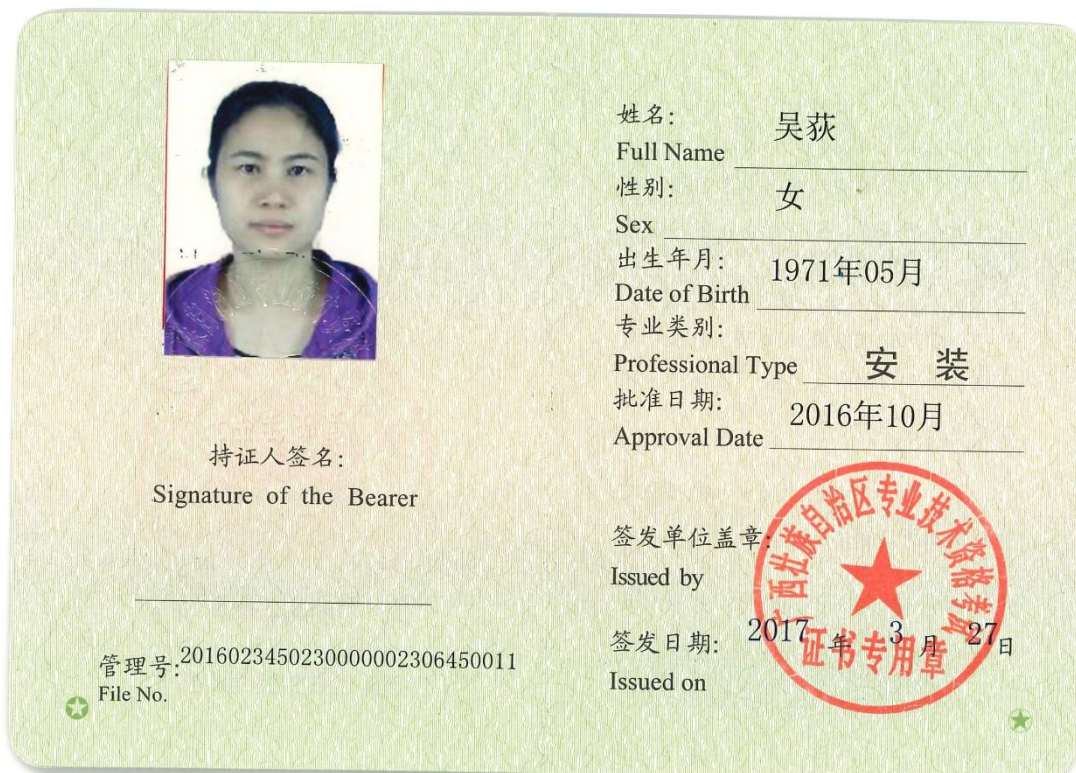 持证人签名:
Signature of the Bearer
管理号:2016023450230000002306450011
File No.
姓名: 吴荻
Full Name
性别: 女
Sex
出生年月: 1971年05月
Date of Birth
专业类别:
Professional Type 安 装
批准日期: 2016年10月
Approval Date
签发单位盖章:
Issued by
签发日期: 2017 年 3 月 27日
Issued on
广西壮族自治区专业技术资格考试
证书专用章